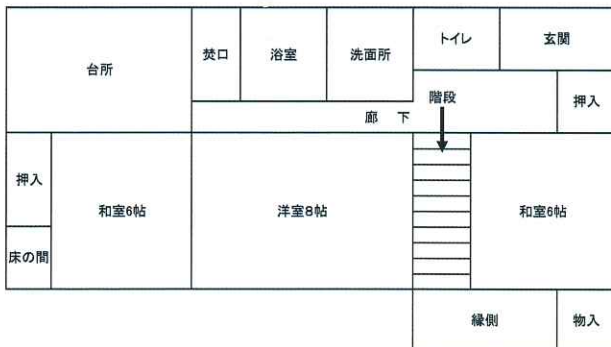 台所
焚口
浴室
洗面所
トイレ
玄関
押入
階段
廊 下
押入
床の間
和室6帖
洋室8帖
和室6帖
縁側
物入